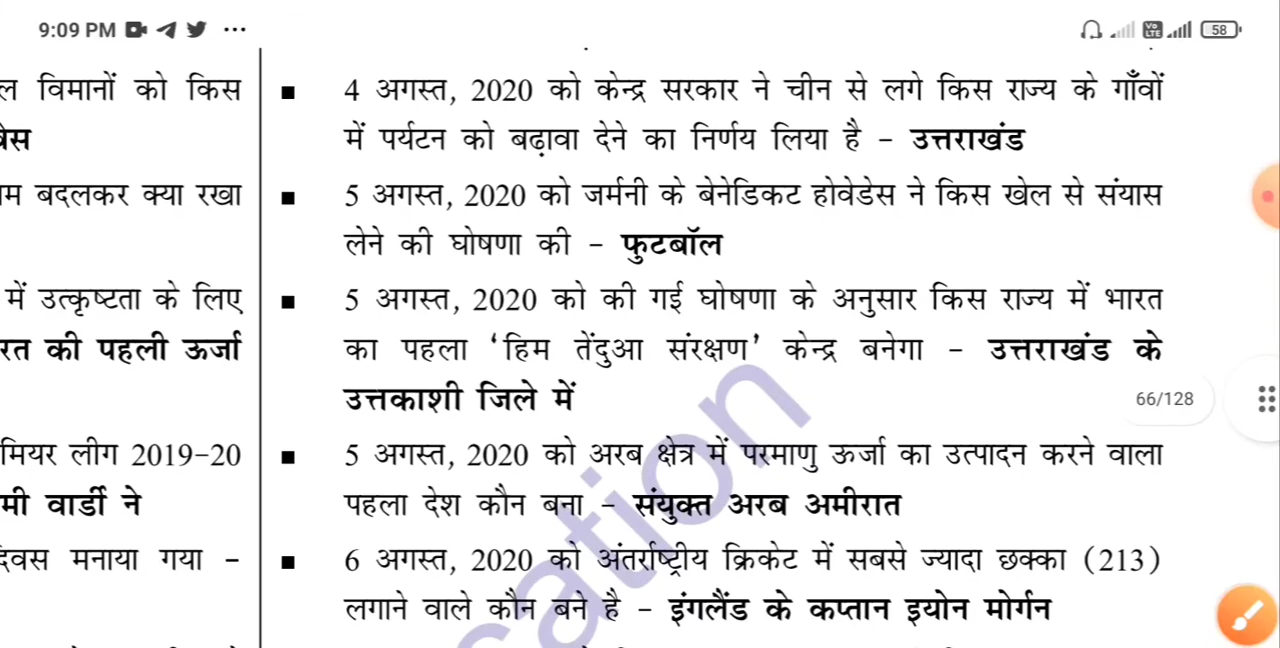 9:09 PM
Vo LTE
58
ल विमानों को किस
वेस
म बदलकर क्या रखा
में उत्कृष्टता के लिए
रत की पहली ऊर्जा
मियर लीग 2019-20
मी वार्डी ने
दिवस मनाया गया -
■ 4 अगस्त, 2020 को केन्द्र सरकार ने चीन से लगे किस राज्य के गाँवों
में पर्यटन को बढ़ावा देने का निर्णय लिया है - उत्तराखंड
■ 5 अगस्त, 2020 को जर्मनी के बेनेडिकट होवेडेस ने किस खेल से संयास
लेने की घोषणा की - फुटबॉल
■ 5 अगस्त, 2020 को की गई घोषणा के अनुसार किस राज्य में भारत
का पहला ‘हिम तेंदुआ संरक्षण’ केन्द्र बनेगा - उत्तराखंड के
उत्तकाशी जिले में
■ 5 अगस्त, 2020 को अरब क्षेत्र में परमाणु ऊर्जा का उत्पादन करने वाला
पहला देश कौन बना - संयुक्त अरब अमीरात
■ 6 अगस्त, 2020 को अंतर्राष्ट्रीय क्रिकेट में सबसे ज्यादा छक्का (213)
लगाने वाले कौन बने है - इंगलैंड के कप्तान इयोन मोर्गन
66/128
cation